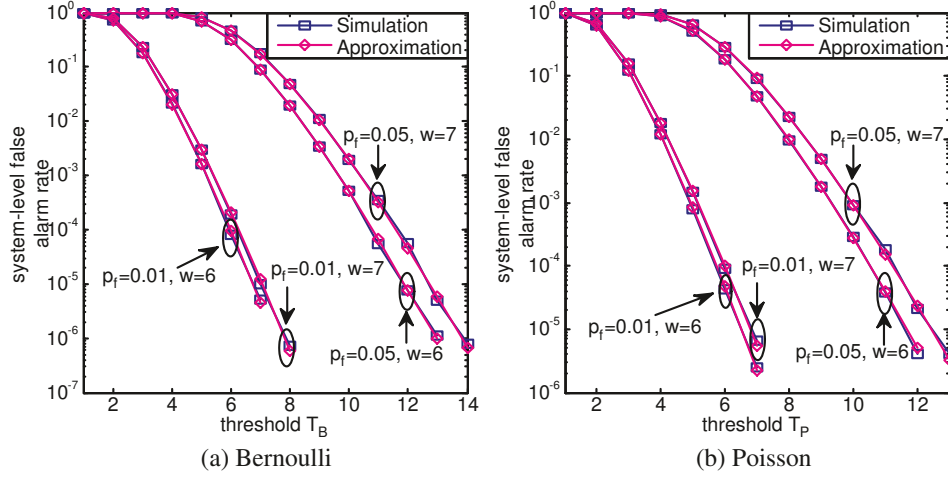 10^0
10^-1
10^-2
10^-3
10^-4
10^-5
10^-6
10^-7
system-level false
alarm rate
Simulation
Approximation
p_f=0.05, w=7
p_f=0.01, w=6
p_f=0.01, w=7
p_f=0.05, w=6
2 4 6 8 10 12 14
threshold T_B
(a) Bernoulli
10^0
10^-1
10^-2
10^-3
10^-4
10^-5
10^-6
system-level false
alarm rate
Simulation
Approximation
p_f=0.05, w=7
p_f=0.01, w=7
p_f=0.01, w=6
p_f=0.05, w=6
2 4 6 8 10 12
threshold T_P
(b) Poisson